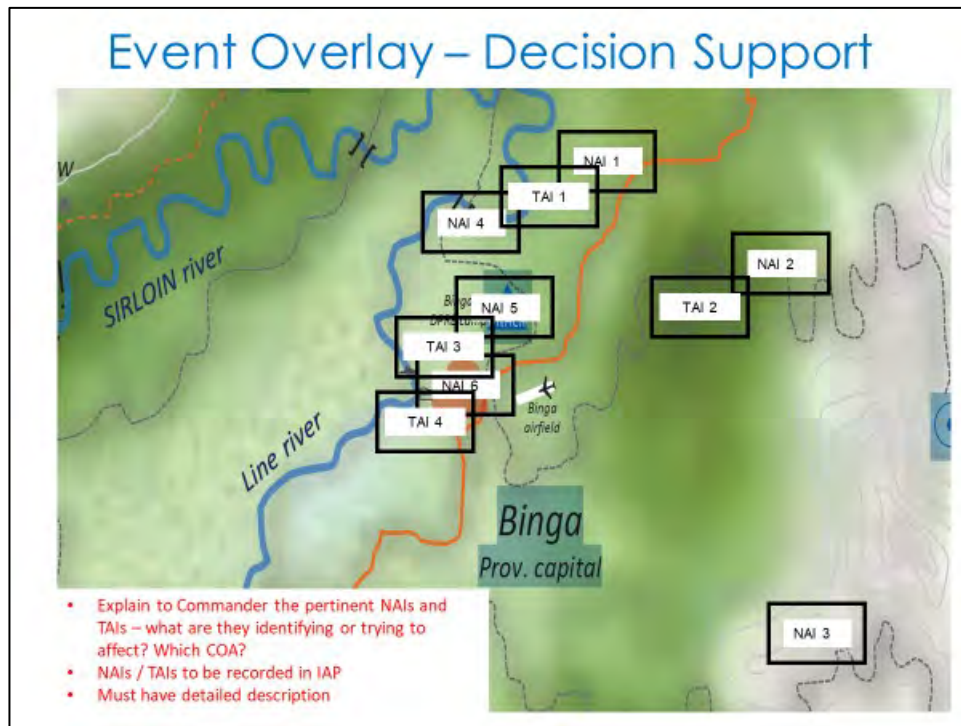 Event Overlay – Decision Support
W
NAI 1
TAI 1
NAI 4
SIRLOIN river
NAI 2
TAI 2
NAI 5
TAI 3
NAI 6
TAI 4
Binga
airfield
Line river
Binga
Prov. capital
NAI 3
• Explain to Commander the pertinent NAIs and
TAIs – what are they identifying or trying to
affect? Which COA?
• NAIs / TAIs to be recorded in IAP
• Must have detailed description